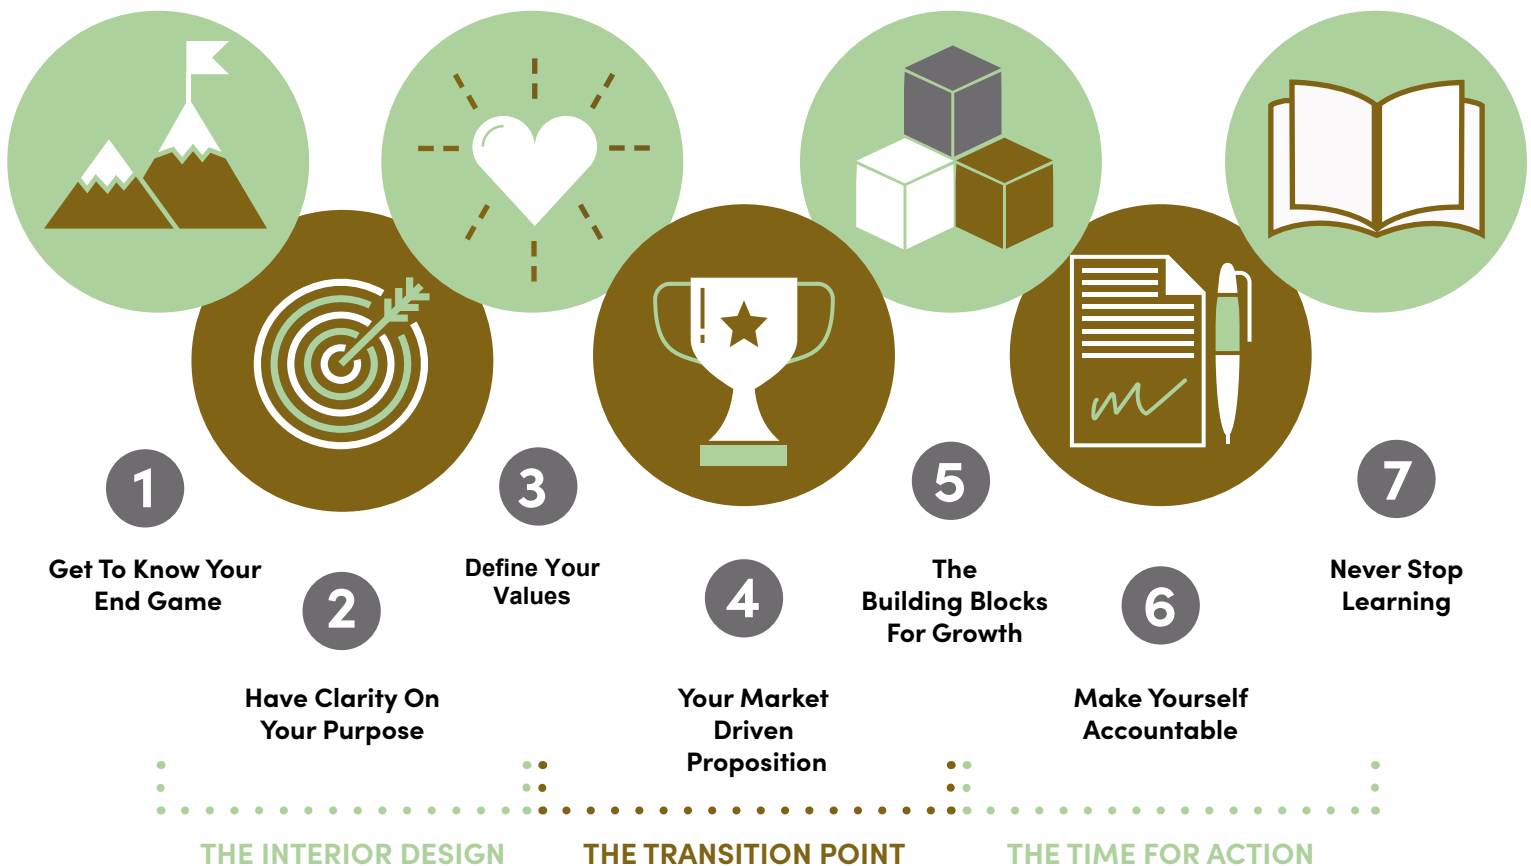 1
Get To Know Your
End Game
2
Have Clarity On
Your Purpose
3
Define Your
Values
4
Your Market
Driven
Proposition
5
The
Building Blocks
For Growth
6
Make Yourself
Accountable
7
Never Stop
Learning
THE INTERIOR DESIGN
THE TRANSITION POINT
THE TIME FOR ACTION